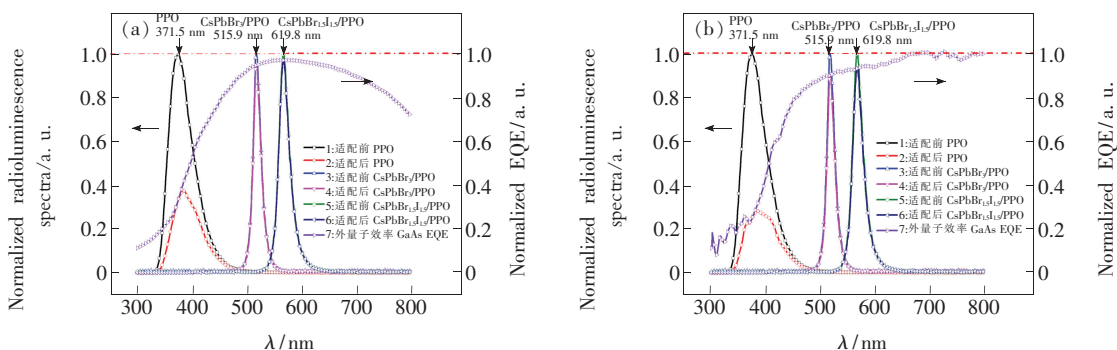 (a)
PPO
371.5 nm
CsPbBr₃/PPO
515.9 nm
CsPbBr₁.₅I₁.₅/PPO
619.8 nm
Normalized radioluminescence
spectra/a. u.
1.0
0.8
0.6
0.4
0.2
0
1.0
0.8
0.6
0.4
0.2
0
Normalized EQE/a. u.
1:适配前 PPO
2:适配后 PPO
3:适配前 CsPbBr₃/PPO
4:适配后 CsPbBr₃/PPO
5:适配前 CsPbBr₁.₅I₁.₅/PPO
6:适配后 CsPbBr₁.₅I₁.₅/PPO
7:外量子效率 GaAs EQE
300 400 500 600 700 800
λ/nm
(b)
PPO
371.5 nm
CsPbBr₃/PPO
515.9 nm
CsPbBr₁.₅I₁.₅/PPO
619.8 nm
Normalized radioluminescence
spectra/a. u.
1.0
0.8
0.6
0.4
0.2
0
1.0
0.8
0.6
0.4
0.2
0
Normalized EQE/a. u.
1:适配前 PPO
2:适配后 PPO
3:适配前 CsPbBr₃/PPO
4:适配后 CsPbBr₃/PPO
5:适配前 CsPbBr₁.₅I₁.₅/PPO
6:适配后 CsPbBr₁.₅I₁.₅/PPO
7:外量子效率 GaAs EQE
300 400 500 600 700 800
λ/nm